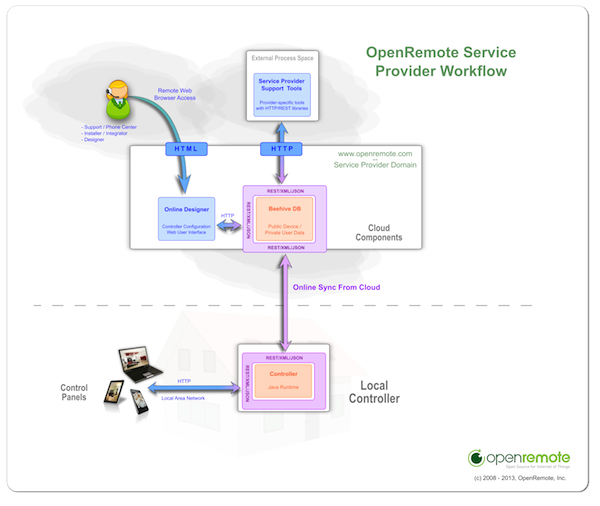 OpenRemote Service
Provider Workflow
External Process Space
Service Provider
Support Tools
Provider-specific tools
with HTTP/REST libraries
Remote Web
Browser Access
- Support / Phone Center
- Installer / Integrator
- Designer
HTML
HTTP
www.openremote.com
Service Provider Domain
REST/XML/JSON
REST/XML/JSON
Online Designer
Controller Configuration
Web User Interface
HTTP
Beehive DB
Public Device /
Private User Data
REST/XML/JSON
Cloud
Components
Online Sync From Cloud
REST/XML/JSON
REST/XML/JSON
Controller
Java Runtime
Control
Panels
HTTP
Local Area Network
Local
Controller
openremote
Open Source for Internet of Things
(c) 2008 - 2013, OpenRemote, Inc.